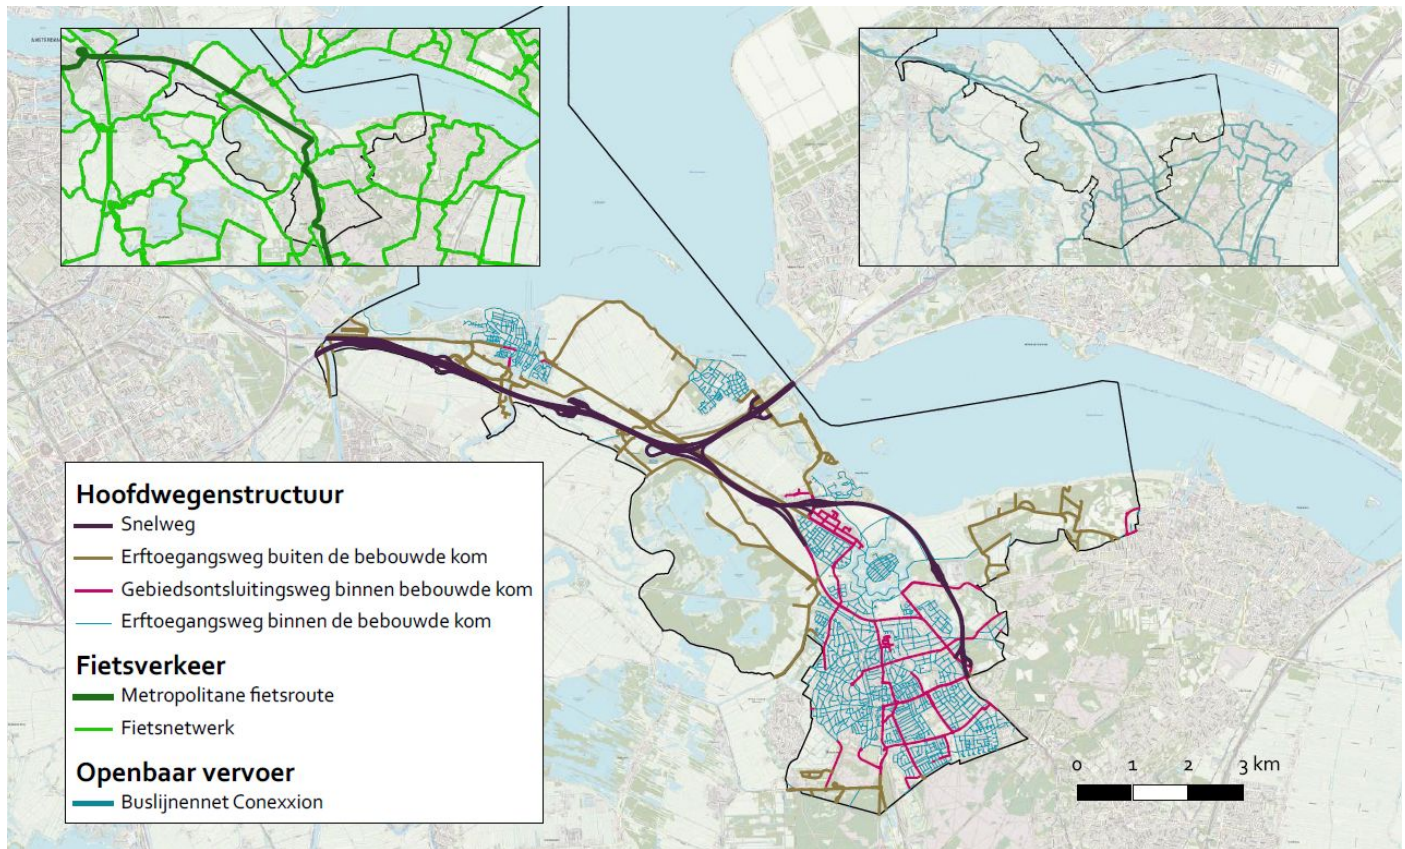 Hoofdwegenstructuur
Snelweg
Erftoegangsweg buiten de bebouwde kom
Gebiedsontsluitingsweg binnen bebouwde kom
Erftoegangsweg binnen de bebouwde kom
Fietsverkeer
Metropolitane fietsroute
Fietsnetwerk
Openbaar vervoer
Buslijnennet Conexxion
0 1 2 3 km